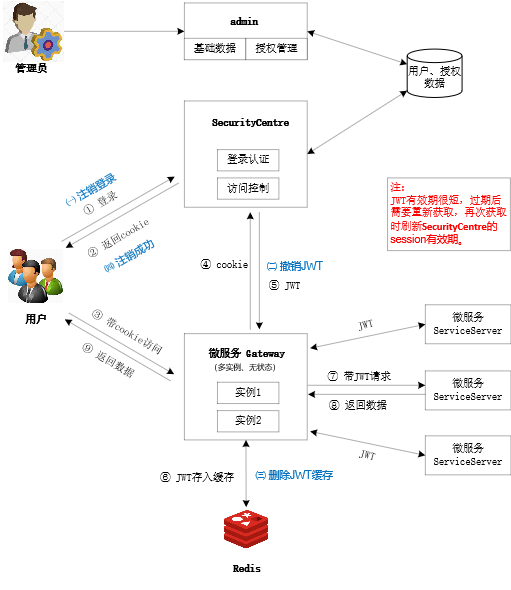 admin
基础数据
授权管理
管理员
用户、授权
数据
SecurityCentre
登录认证
访问控制
㈠ 注销登录
① 登录
② 返回cookie
㈣ 注销成功
注：
JWT有效期很短，过期后
需要重新获取，再次获取
时刷新SecurityCentre的
session有效期。
④ cookie
㈡ 撤销JWT
⑤ JWT
用户
③ 带cookie访问
⑨ 返回数据
微服务 Gateway
(多实例、无状态)
实例1
实例2
JWT
微服务
ServiceServer
⑦ 带JWT请求
⑧ 返回数据
微服务
ServiceServer
JWT
微服务
ServiceServer
⑥ JWT存入缓存
㈢ 删除JWT缓存
Redis